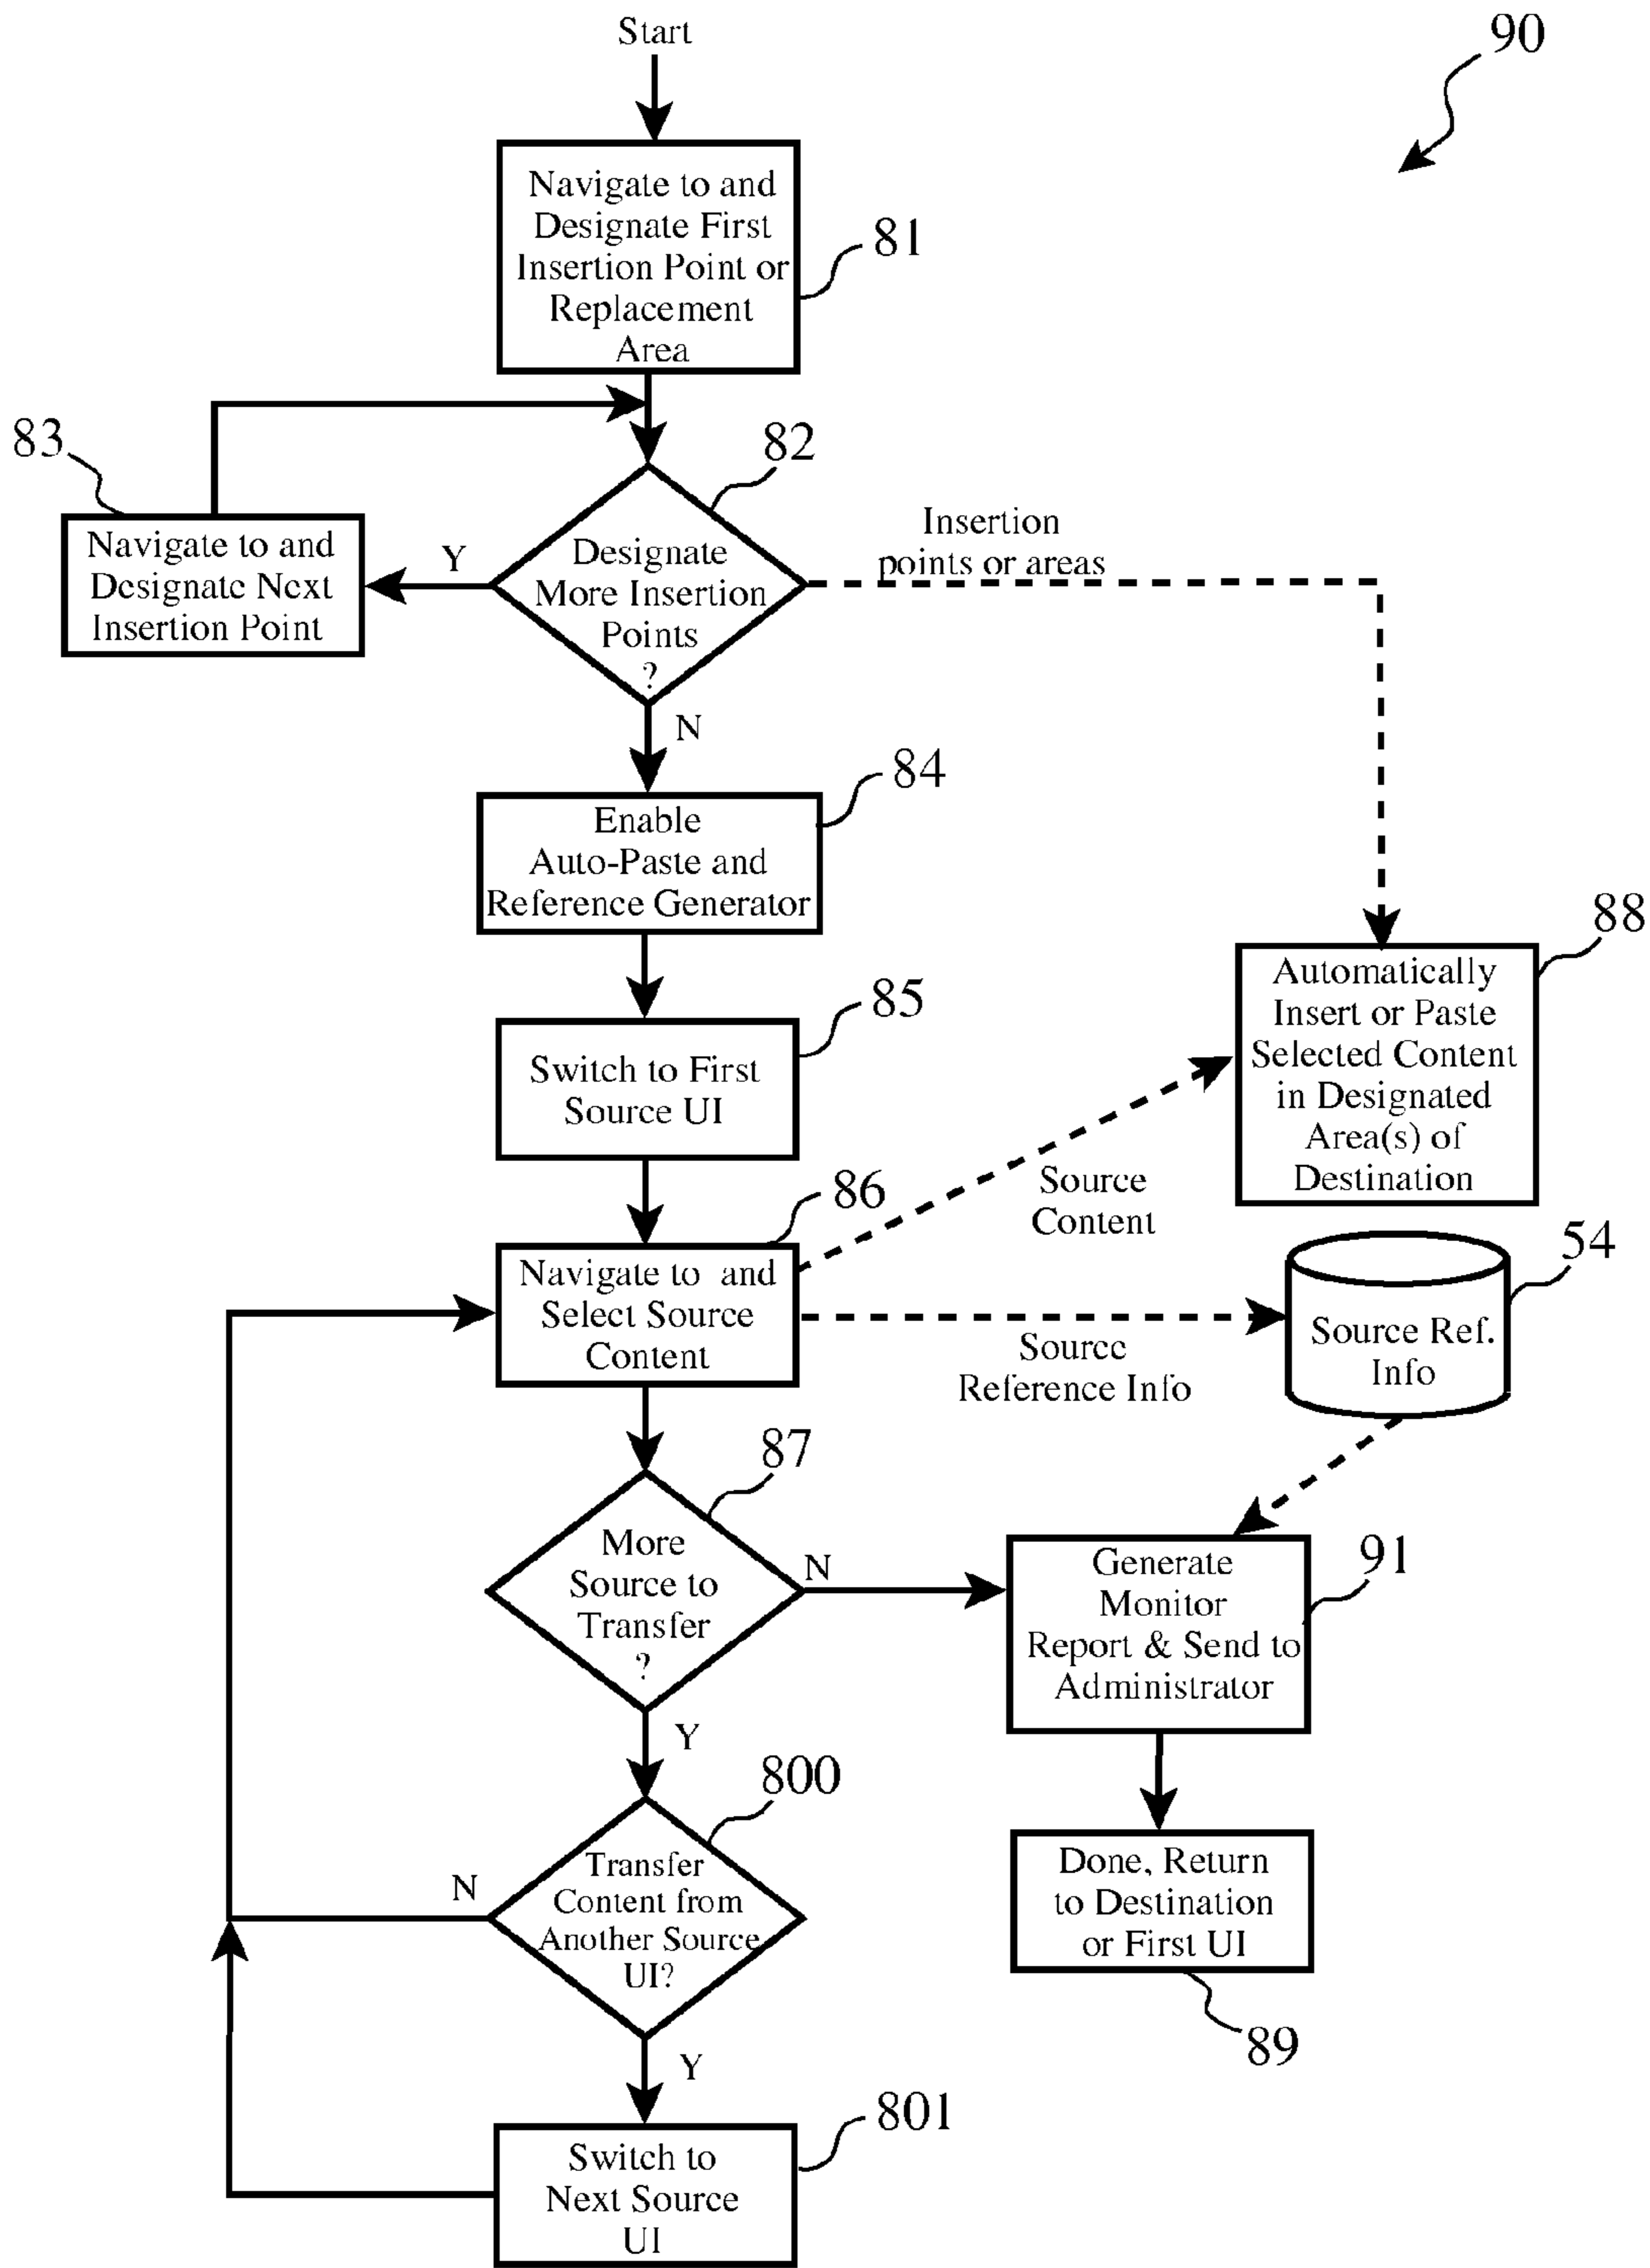 Start
90
Navigate to and
Designate First
Insertion Point or
Replacement
Area
81
83
82
Navigate to and
Designate Next
Insertion Point
Y
Designate
More Insertion
Points
?
Insertion
points or areas
N
84
Enable
Auto-Paste and
Reference Generator
88
Automatically
Insert or Paste
Selected Content
in Designated
Area(s) of
Destination
85
Switch to First
Source UI
86
Source
Content
Navigate to and
Select Source
Content
54
Source Ref.
Info
Source
Reference Info
87
More
Source to
Transfer
?
N
91
Generate
Monitor
Report & Send to
Administrator
Y
800
Transfer
Content from
Another Source
UI?
N
Done, Return
to Destination
or First UI
89
Y
801
Switch to
Next Source
UI